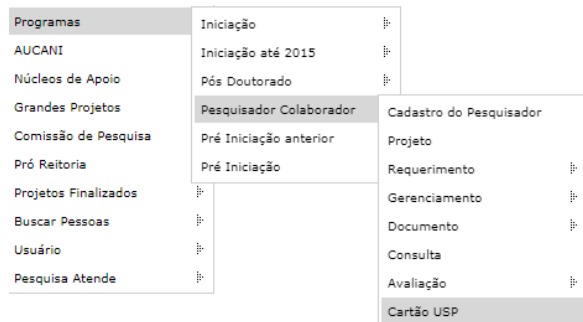 Programas
AUCANI
Núcleos de Apoio
Grandes Projetos
Comissão de Pesquisa
Pró Reitoria
Projetos Finalizados
Buscar Pessoas
Usuário
Pesquisa Atende
Iniciação
Iniciação até 2015
Pós Doutorado
Pesquisador Colaborador
Pré Iniciação anterior
Pré Iniciação
Cadastro do Pesquisador
Projeto
Requerimento
Gerenciamento
Documento
Consulta
Avaliação
Cartão USP